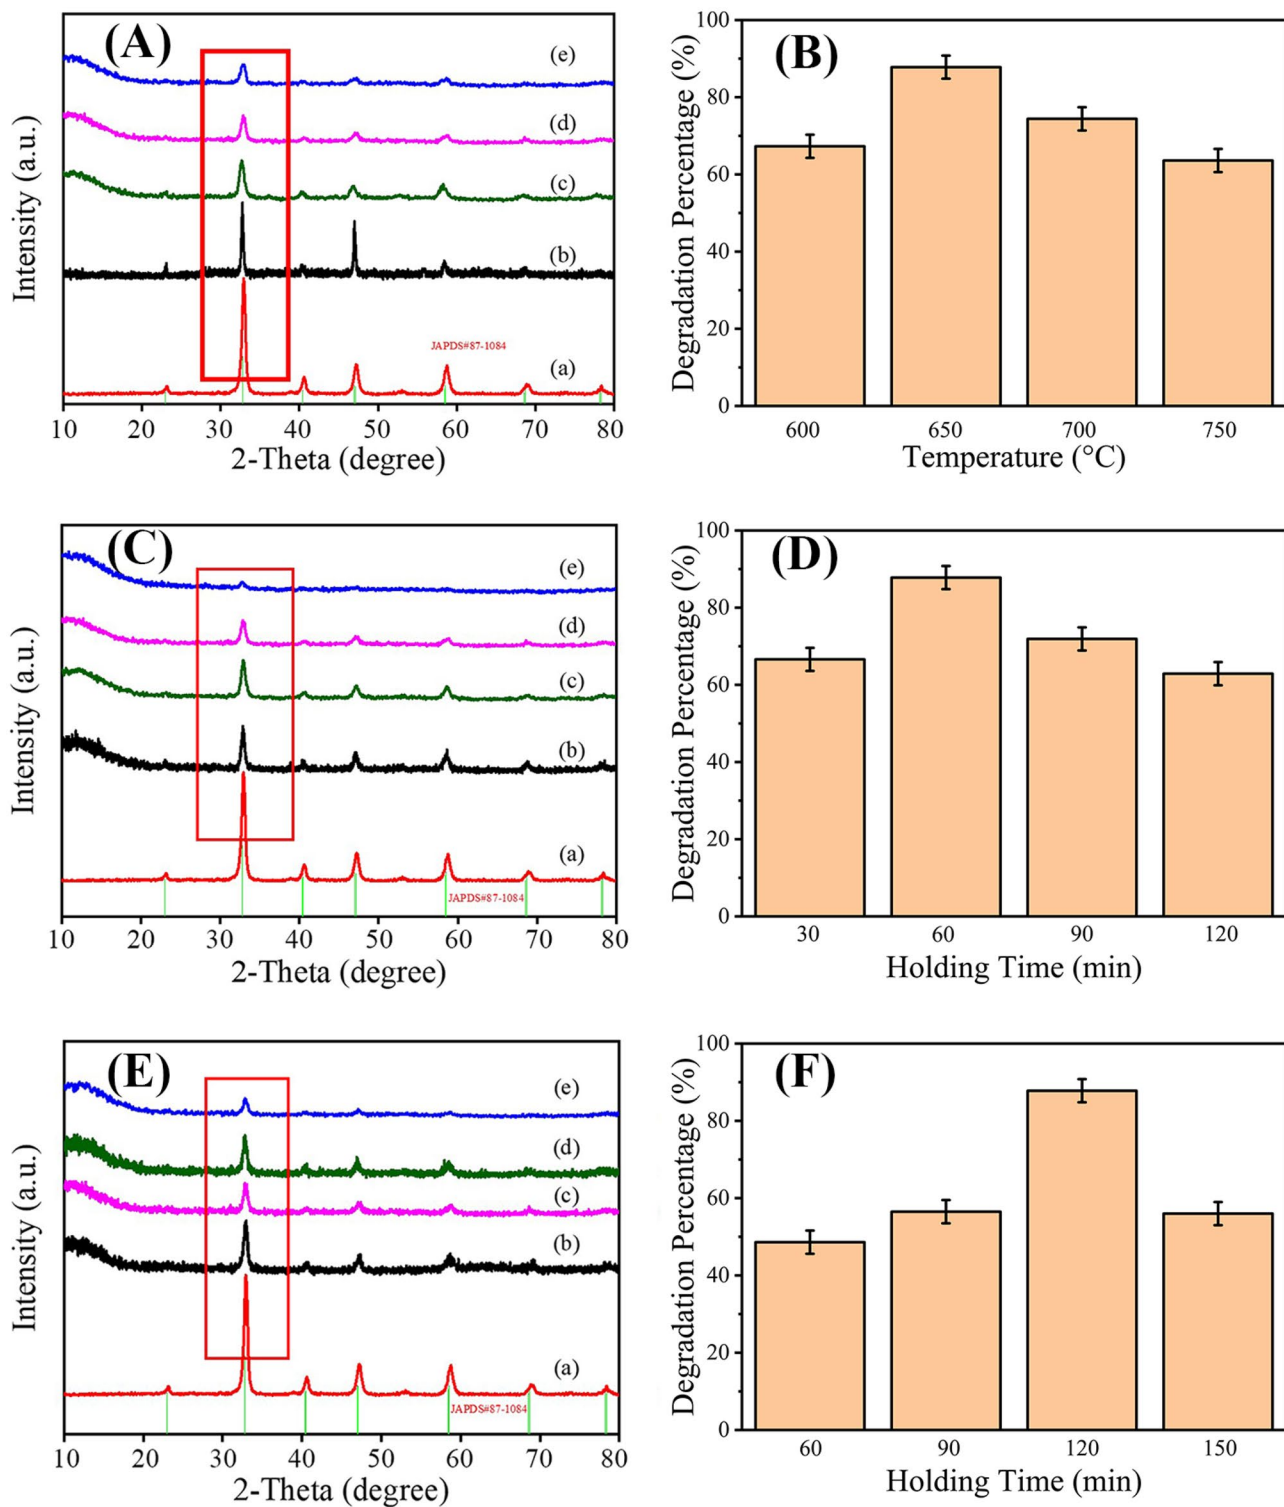 (A)
(e)
(d)
(c)
(b)
JAPDS#87-1084
(a)
Intensity (a.u.)
10 20 30 40 50 60 70 80
2-Theta (degree)
(B)
Degradation Percentage (%)
100
80
60
40
20
0
600 650 700 750
Temperature (°C)
(C)
(e)
(d)
(c)
(b)
(a)
JAPDS#87-1084
Intensity (a.u.)
10 20 30 40 50 60 70 80
2-Theta (degree)
(D)
Degradation Percentage (%)
100
80
60
40
20
0
30 60 90 120
Holding Time (min)
(E)
(e)
(d)
(c)
(b)
(a)
JAPDS#87-1084
Intensity (a.u.)
10 20 30 40 50 60 70 80
2-Theta (degree)
(F)
Degradation Percentage (%)
100
80
60
40
20
0
60 90 120 150
Holding Time (min)